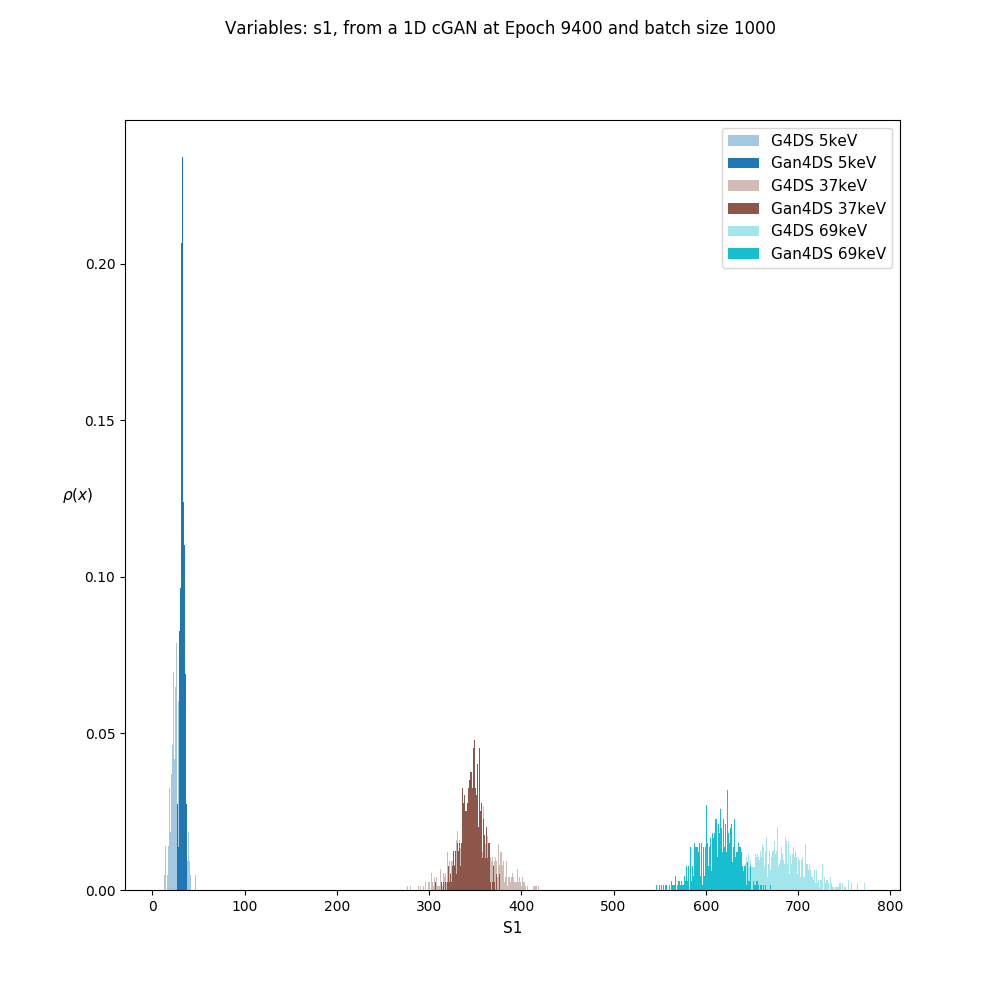 Variables: s1, from a 1D cGAN at Epoch 9400 and batch size 1000
G4DS 5keV
Gan4DS 5keV
G4DS 37keV
Gan4DS 37keV
G4DS 69keV
Gan4DS 69keV
0.20
0.15
ρ(x)
0.10
0.05
0.00
0 100 200 300 400 500 600 700 800
S1